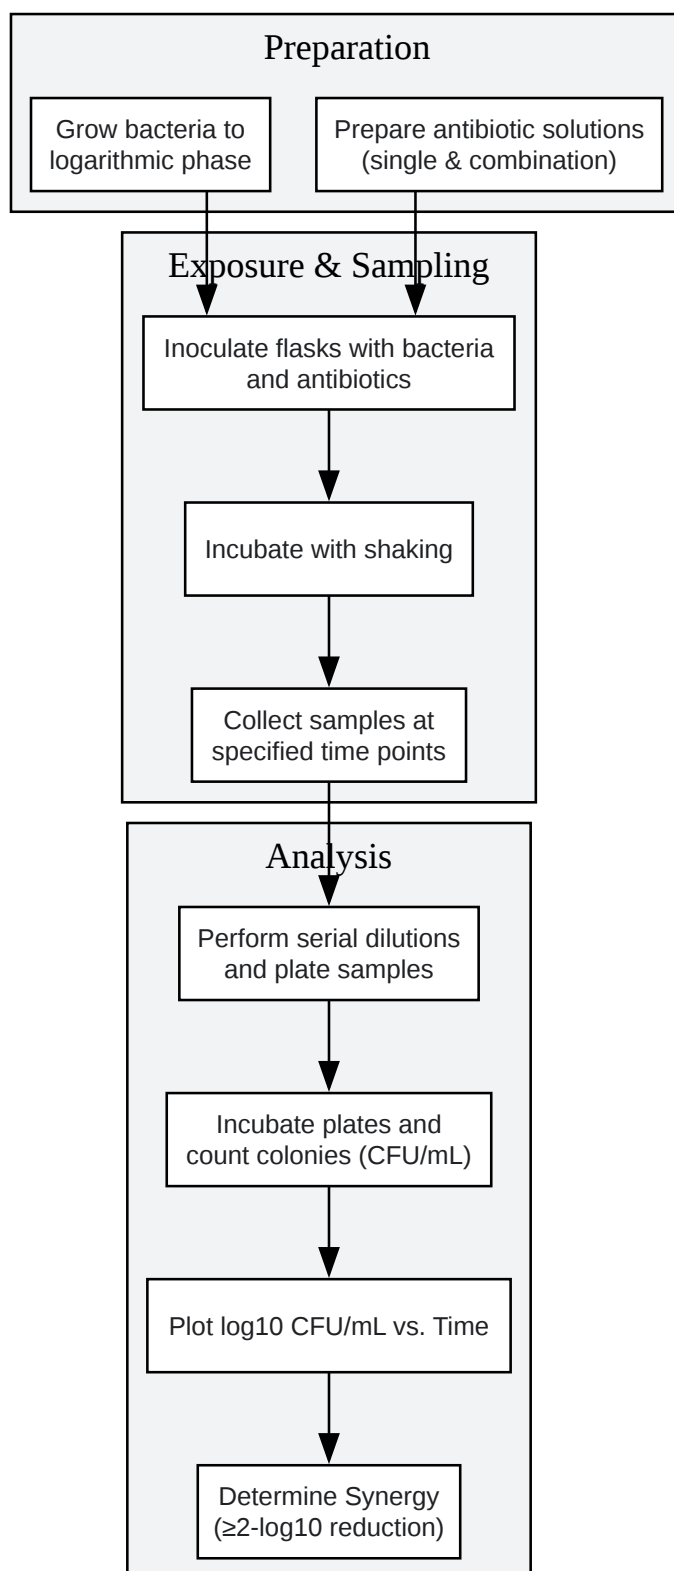 Preparation
Grow bacteria to
logarithmic phase
Prepare antibiotic solutions
(single & combination)
Exposure & Sampling
Inoculate flasks with bacteria
and antibiotics
Incubate with shaking
Collect samples at
specified time points
Analysis
Perform serial dilutions
and plate samples
Incubate plates and
count colonies (CFU/mL)
Plot log10 CFU/mL vs. Time
Determine Synergy
(≥2-log10 reduction)